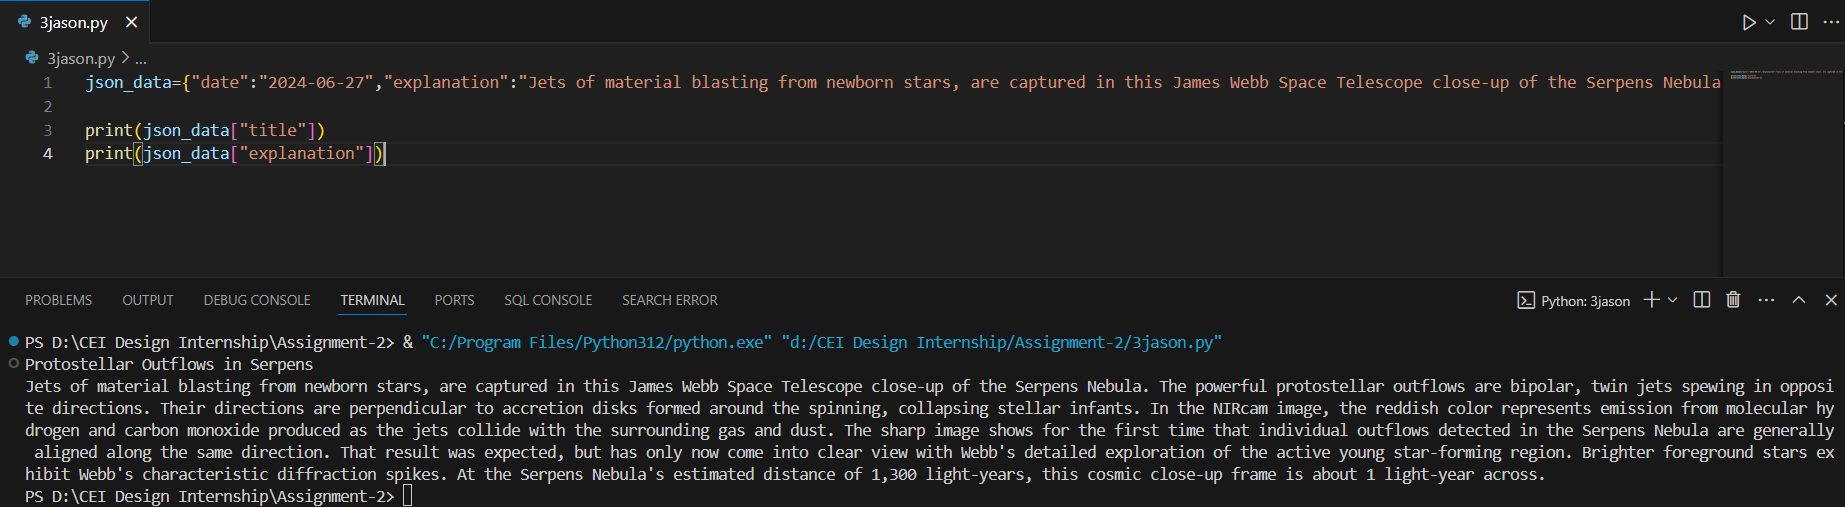 3jason.py
3jason.py > ...
1 json_data={"date":"2024-06-27","explanation":"Jets of material blasting from newborn stars, are captured in this James Webb Space Telescope close-up of the Serpens Nebula
2
3 print(json_data["title"])
4 print(json_data["explanation"])
PROBLEMS OUTPUT DEBUG CONSOLE TERMINAL PORTS SQL CONSOLE SEARCH ERROR Python: 3jason
PS D:\CEI Design Internship\Assignment-2> & "C:/Program Files/Python312/python.exe" "d:/CEI Design Internship/Assignment-2/3jason.py"
Protostellar Outflows in Serpens
Jets of material blasting from newborn stars, are captured in this James Webb Space Telescope close-up of the Serpens Nebula. The powerful protostellar outflows are bipolar, twin jets spewing in opposi
te directions. Their directions are perpendicular to accretion disks formed around the spinning, collapsing stellar infants. In the NIRcam image, the reddish color represents emission from molecular hy
drogen and carbon monoxide produced as the jets collide with the surrounding gas and dust. The sharp image shows for the first time that individual outflows detected in the Serpens Nebula are generally
aligned along the same direction. That result was expected, but has only now come into clear view with Webb's detailed exploration of the active young star-forming region. Brighter foreground stars ex
hibit Webb's characteristic diffraction spikes. At the Serpens Nebula's estimated distance of 1,300 light-years, this cosmic close-up frame is about 1 light-year across.
PS D:\CEI Design Internship\Assignment-2>